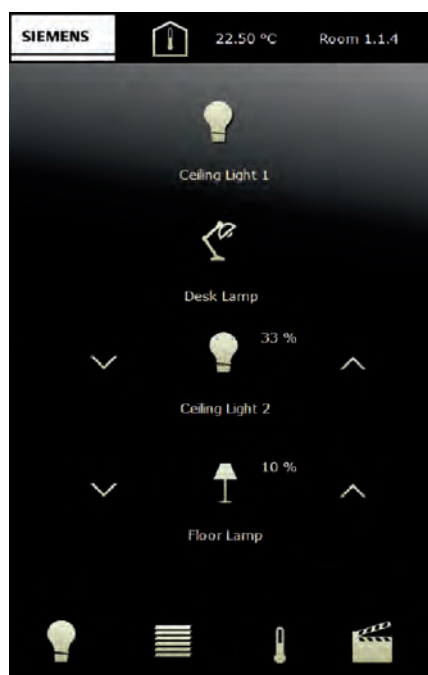 SIEMENS 22.50 °C Room 1.1.4
Ceiling Light 1
Desk Lamp
33 %
Ceiling Light 2
10 %
Floor Lamp